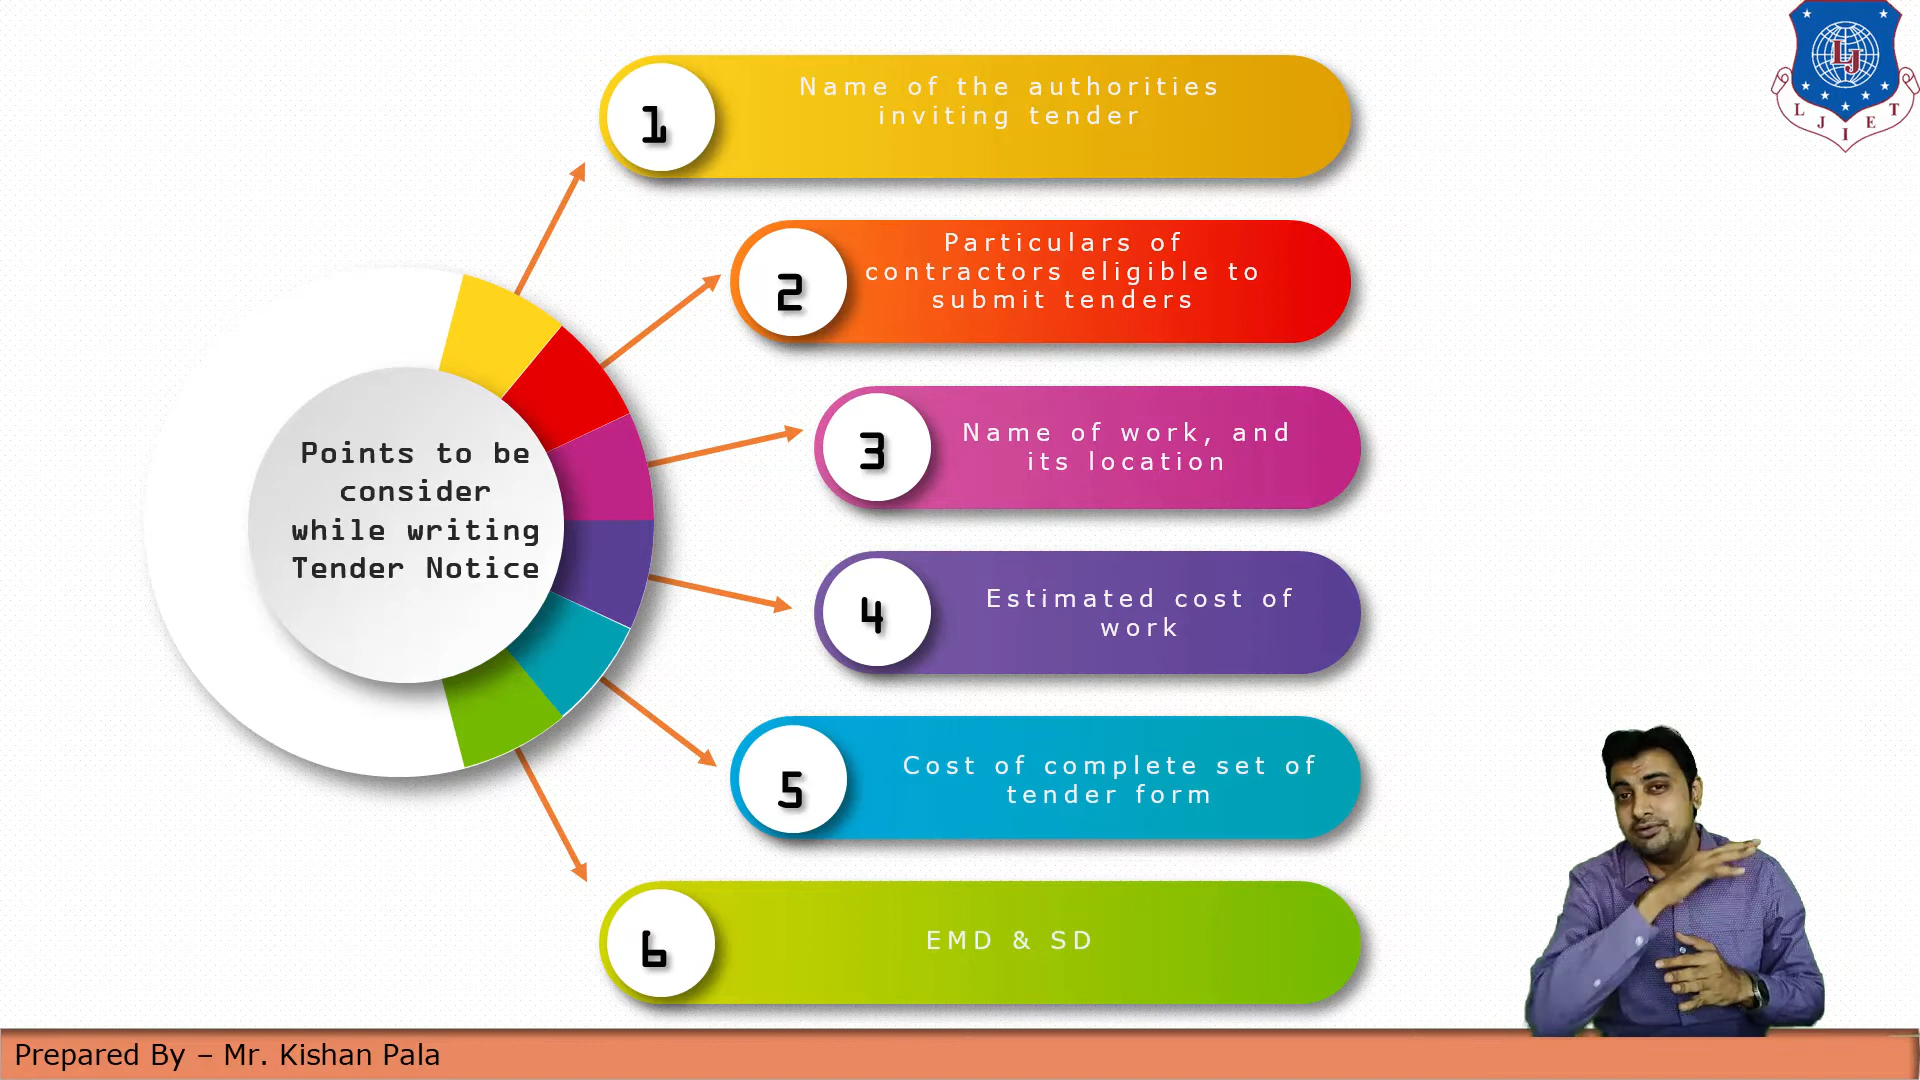 1
Name of the authorities
inviting tender
2
Particulars of
contractors eligible to
submit tenders
3
Name of work, and
its location
Points to be
consider
while writing
Tender Notice
4
Estimated cost of
work
5
Cost of complete set of
tender form
6
EMD & SD
LJ
L J I E T
Prepared By – Mr. Kishan Pala